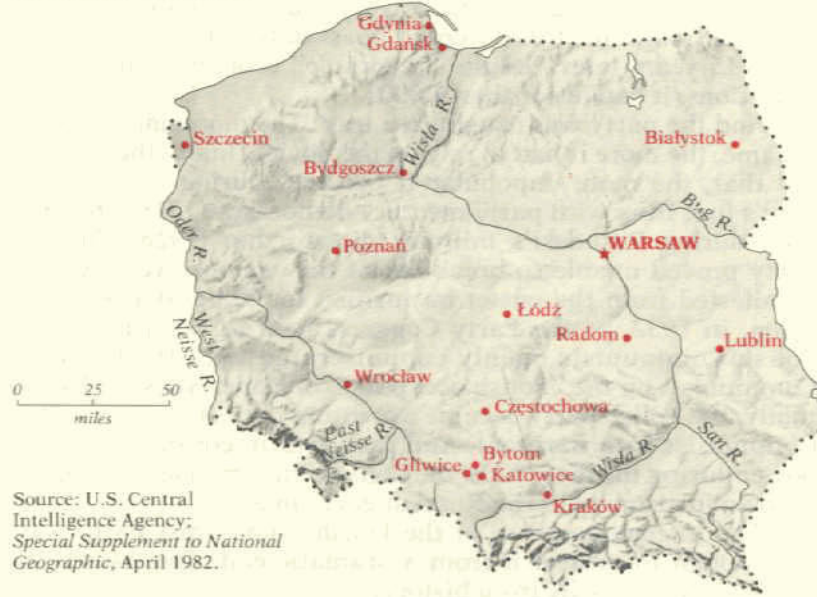 Gdynia
Gdańsk
Wisla R.
Szczecin
Białystok
Bydgoszcz
Bug R.
Oder R.
Poznań
WARSAW
Łódź
Radom
Lublin
West
Neisse R.
Wrocław
0 25 50
miles
Częstochowa
East
Neisse R.
San R.
Wisła R.
Bytom
Gliwice
Katowice
Kraków
Source: U.S. Central
Intelligence Agency;
Special Supplement to National
Geographic, April 1982.